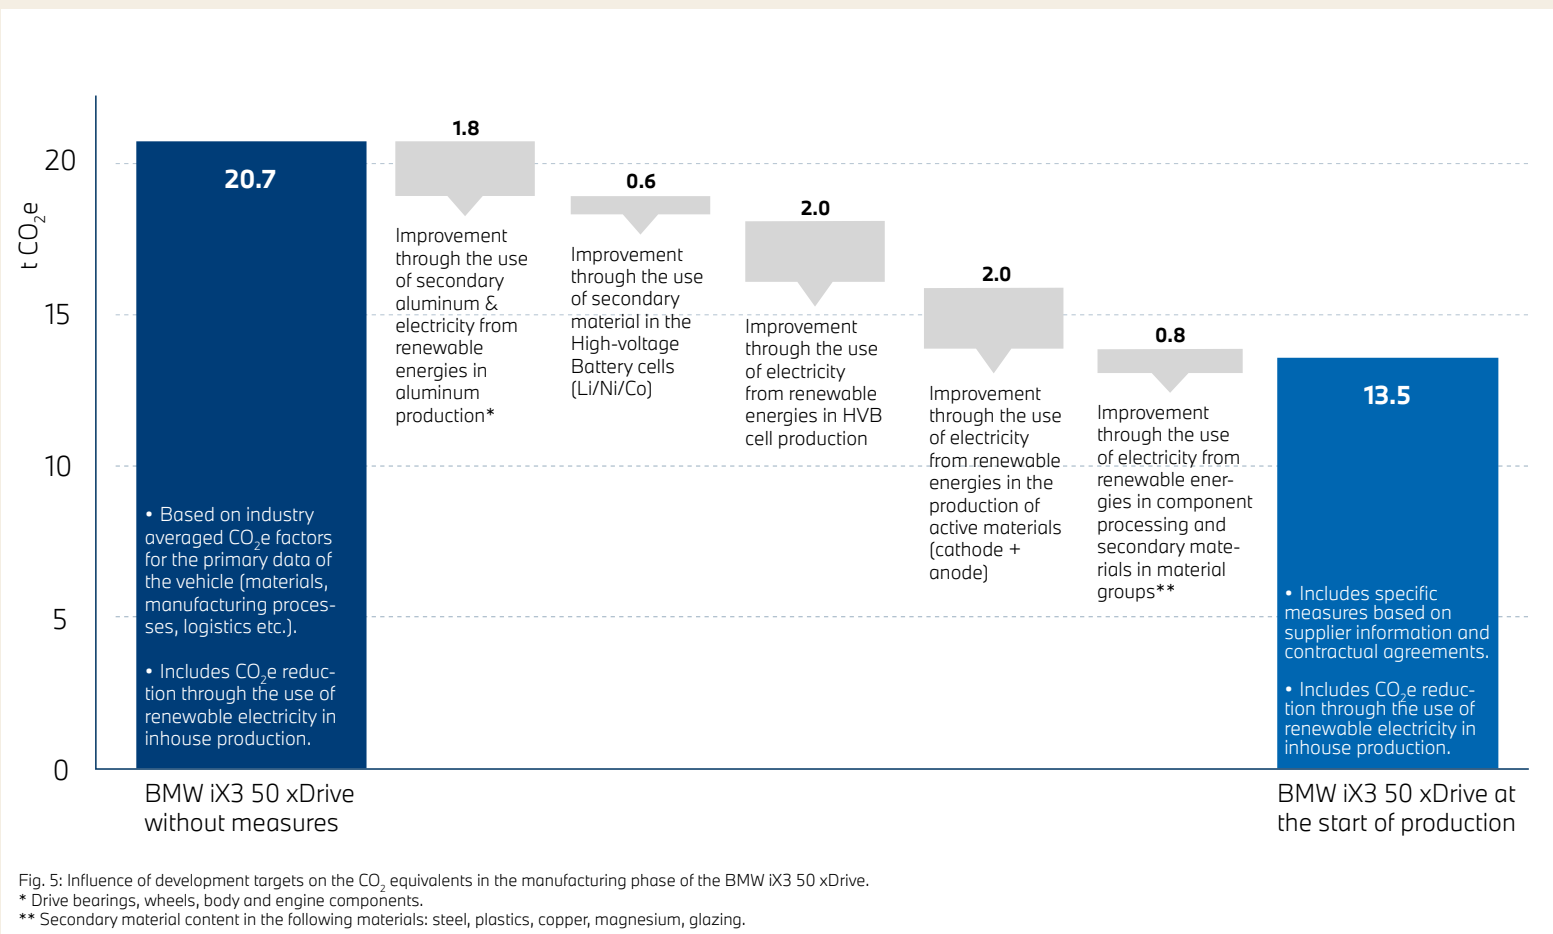 t CO2e
20
15
10
5
0
20.7
• Based on industry
averaged CO2e factors
for the primary data of
the vehicle (materials,
manufacturing proces-
ses, logistics etc.).
• Includes CO2e reduc-
tion through the use of
renewable electricity in
inhouse production.
BMW iX3 50 xDrive
without measures
1.8
Improvement
through the use
of secondary
aluminum &
electricity from
renewable
energies in
aluminum
production*
0.6
Improvement
through the use
of secondary
material in the
High-voltage
Battery cells
(Li/Ni/Co)
2.0
Improvement
through the use
of electricity
from renewable
energies in HVB
cell production
2.0
Improvement
through the use
of electricity
from renewable
energies in the
production of
active materials
(cathode +
anode)
0.8
Improvement
through the use
of electricity from
renewable ener-
gies in component
processing and
secondary mate-
rials in material
groups**
13.5
• Includes specific
measures based on
supplier information and
contractual agreements.
• Includes CO2e reduc-
tion through the use of
renewable electricity in
inhouse production.
BMW iX3 50 xDrive at
the start of production
Fig. 5: Influence of development targets on the CO2 equivalents in the manufacturing phase of the BMW iX3 50 xDrive.
* Drive bearings, wheels, body and engine components.
** Secondary material content in the following materials: steel, plastics, copper, magnesium, glazing.